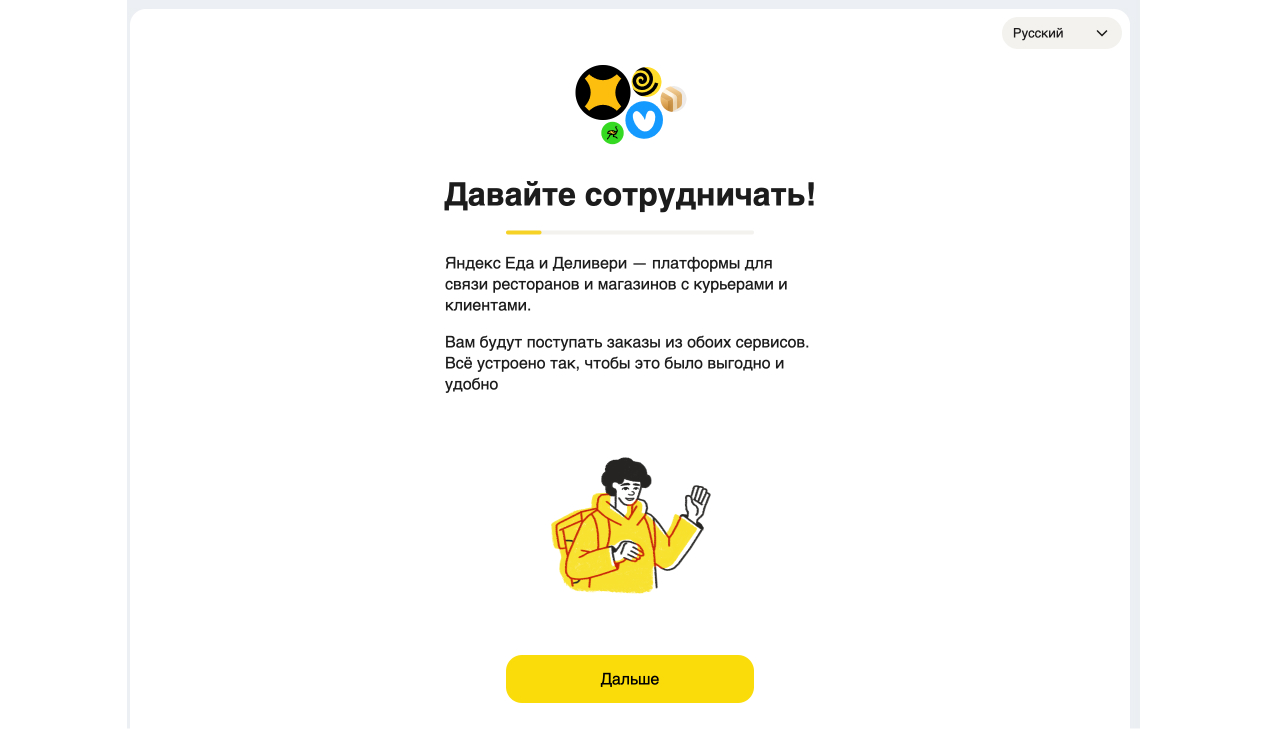 Русский
Давайте сотрудничать!
Яндекс Еда и Деливери — платформы для
связи ресторанов и магазинов с курьерами и
клиентами.
Вам будут поступать заказы из обоих сервисов.
Всё устроено так, чтобы это было выгодно и
удобно
Дальше